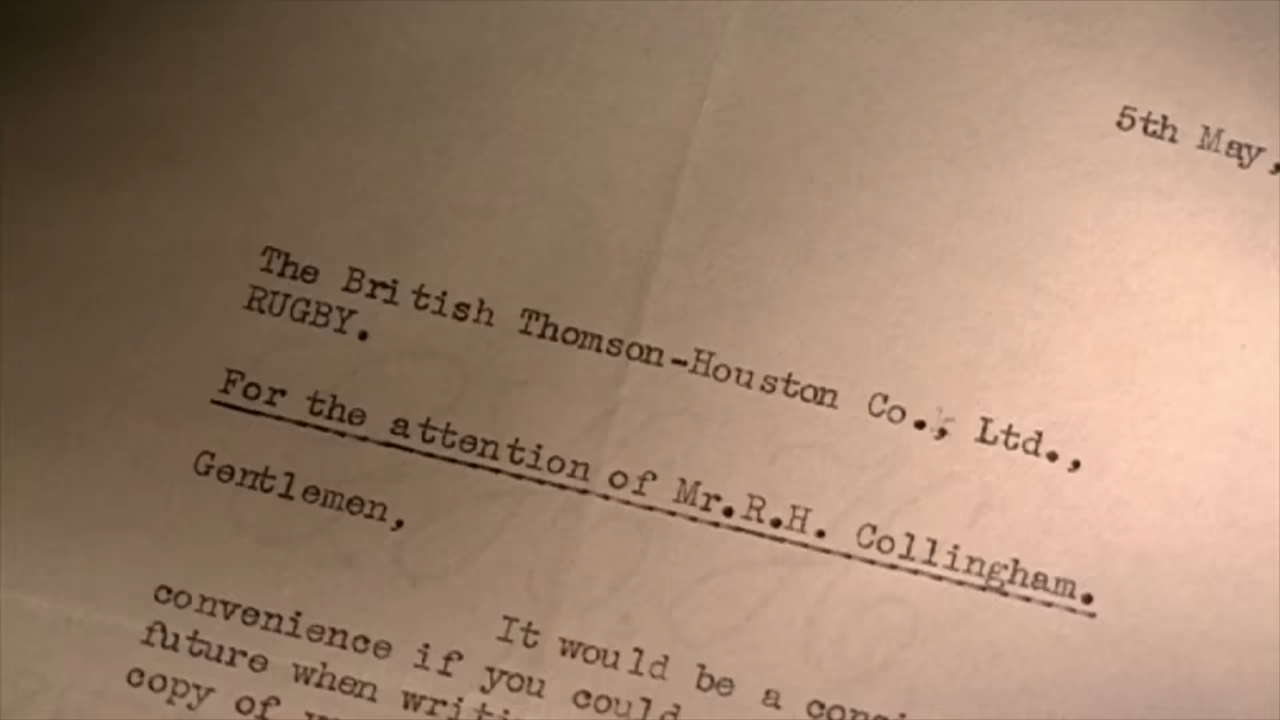 5th May,
The British Thomson-Houston Co., Ltd.,
RUGBY.
For the attention of Mr.R.H. Collingham.
Gentlemen,
It would be a
convenience if you could
future when
copy of